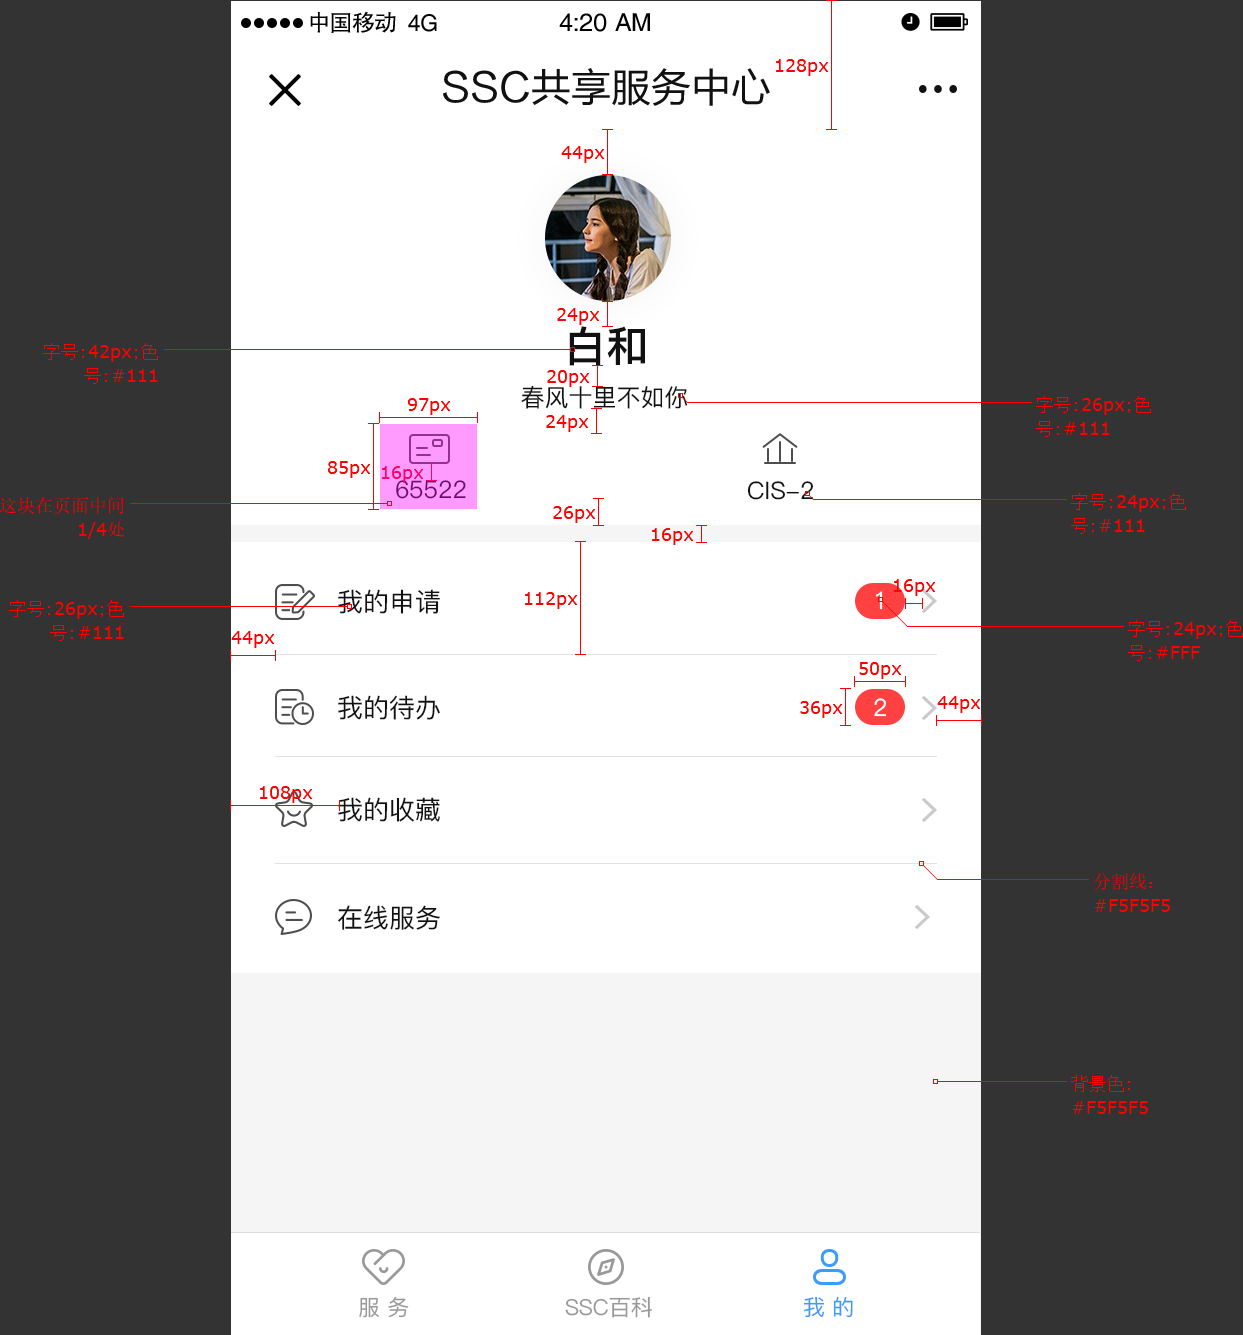 中国移动 4G
4:20 AM
SSC共享服务中心
128px
44px
24px
白和
字号:42px;色
号:#111
20px
春风十里不如你
字号:26px;色
号:#111
97px
24px
85px
16px
65522
CIS-2
这块在页面中间
1/4处
字号:24px;色
号:#111
26px
16px
112px
我的申请
1
16px
字号:26px;色
号:#111
字号:24px;色
号:#FFF
44px
50px
我的待办
36px
2
44px
108px
我的收藏
分割线:
#F5F5F5
在线服务
背景色:
#F5F5F5
服 务
SSC百科
我 的